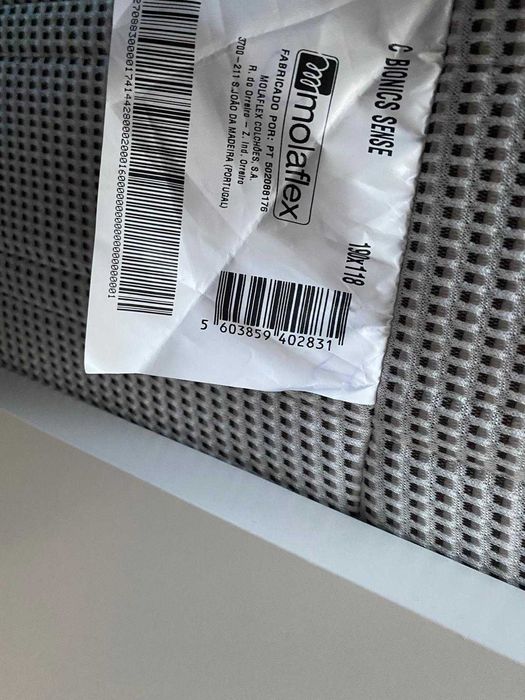 C BIONICS SENSE
190X118
molaflex
FABRICADO POR: PT 502088176
MOLAFLEX COLCHÕES, S.A.
R. do Orreiro - Z. Ind. Orreiro
3700-211 S JOÃO DA MADEIRA (PORTUGAL)
5 603859 402831